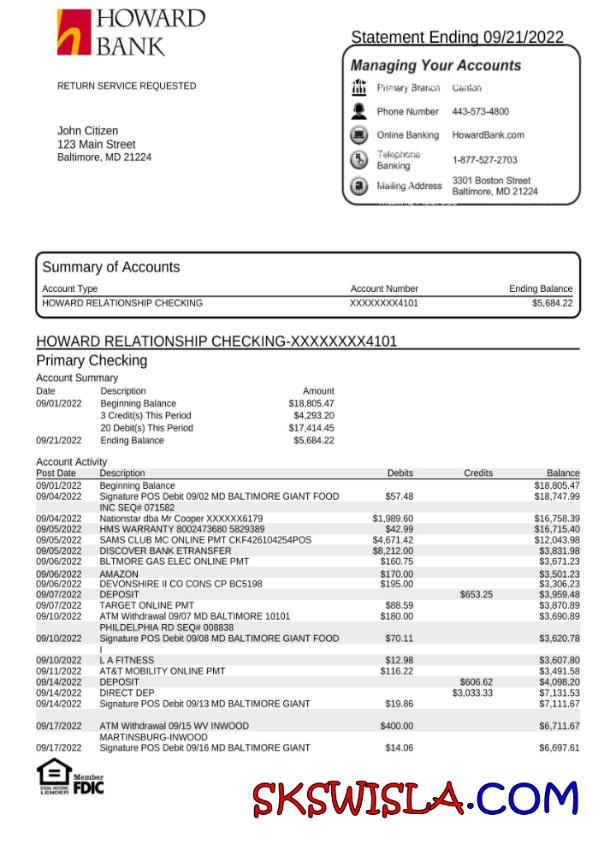 HOWARD
BANK
Statement Ending 09/21/2022
RETURN SERVICE REQUESTED
Managing Your Accounts
Primary Branch Canton
Phone Number 443-573-4800
Online Banking HowardBank.com
Telephone
Banking 1-877-527-2703
Mailing Address 3301 Boston Street
Baltimore, MD 21224
John Citizen
123 Main Street
Baltimore, MD 21224
Summary of Accounts
Account Type Account Number Ending Balance
HOWARD RELATIONSHIP CHECKING XXXXXXXX4101 $5,684.22
HOWARD RELATIONSHIP CHECKING-XXXXXXXX4101
Primary Checking
Account Summary
Date Description Amount
09/01/2022 Beginning Balance $18,805.47
3 Credit(s) This Period $4,293.20
20 Debit(s) This Period $17,414.45
09/21/2022 Ending Balance $5,684.22
Account Activity
Post Date Description Debits Credits Balance
09/01/2022 Beginning Balance $18,805.47
09/04/2022 Signature POS Debit 09/02 MD BALTIMORE GIANT FOOD $57.48 $18,747.99
INC SEQ# 071582
09/04/2022 Nationstar dba Mr Cooper XXXXXX6179 $1,989.60 $16,758.39
09/05/2022 HMS WARRANTY 8002473680 5829389 $42.99 $16,715.40
09/05/2022 SAMS CLUB MC ONLINE PMT CKF426104254POS $4,671.42 $12,043.98
09/05/2022 DISCOVER BANK ETRANSFER $8,212.00 $3,831.98
09/06/2022 BLTMORE GAS ELEC ONLINE PMT $160.75 $3,671.23
09/06/2022 AMAZON $170.00 $3,501.23
09/06/2022 DEVONSHIRE II CO CONS CP BC5198 $195.00 $3,306.23
09/07/2022 DEPOSIT $653.25 $3,959.48
09/07/2022 TARGET ONLINE PMT $88.59 $3,870.89
09/10/2022 ATM Withdrawal 09/07 MD BALTIMORE 10101 $180.00 $3,690.89
PHILDELPHIA RD SEQ# 008838
09/10/2022 Signature POS Debit 09/08 MD BALTIMORE GIANT FOOD $70.11 $3,620.78
I
09/10/2022 L A FITNESS $12.98 $3,607.80
09/11/2022 AT&T MOBILITY ONLINE PMT $116.22 $3,491.58
09/14/2022 DEPOSIT $606.62 $4,098.20
09/14/2022 DIRECT DEP $3,033.33 $7,131.53
09/14/2022 Signature POS Debit 09/13 MD BALTIMORE GIANT $19.86 $7,111.67
09/17/2022 ATM Withdrawal 09/15 WV INWOOD $400.00 $6,711.67
MARTINSBURG-INWOOD
09/17/2022 Signature POS Debit 09/16 MD BALTIMORE GIANT $14.06 $6,697.61
EQUAL HOUSING
LENDER
Member
FDIC
SKSWISLA.COM